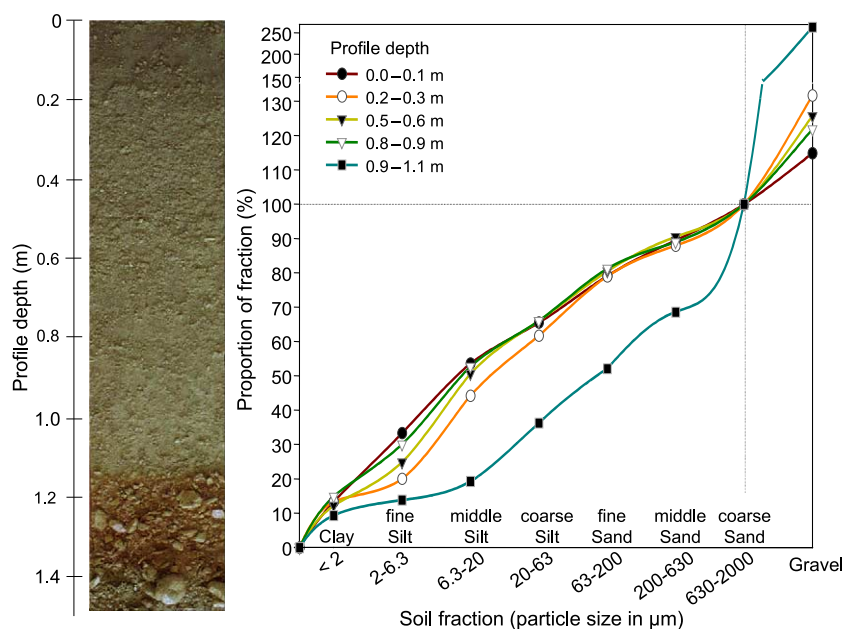 Profile depth (m)
0
0.2
0.4
0.6
0.8
1.0
1.2
1.4
Proportion of fraction (%)
250
200
150
130
120
100
90
80
70
60
50
40
30
20
10
0
Profile depth
0.0–0.1 m
0.2–0.3 m
0.5–0.6 m
0.8–0.9 m
0.9–1.1 m
Clay
fine
Silt
middle
Silt
coarse
Silt
fine
Sand
middle
Sand
coarse
Sand
< 2
2-6.3
6.3-20
20-63
63-200
200-630
630-2000
Gravel
Soil fraction (particle size in µm)